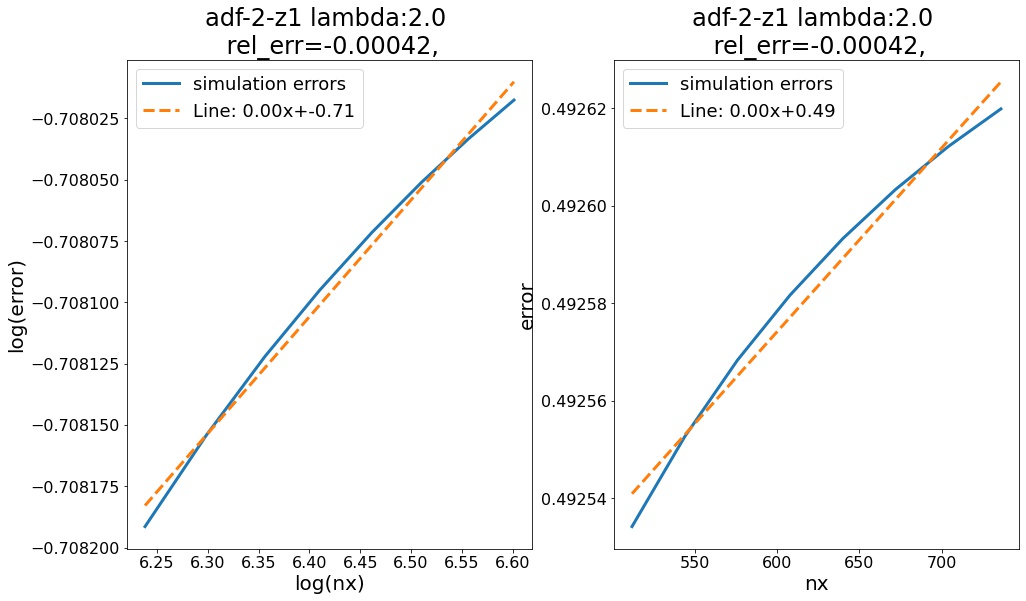 adf-2-z1 lambda:2.0
rel_err=-0.00042,
simulation errors
Line: 0.00x+-0.71
−0.708025
−0.708050
−0.708075
−0.708100
−0.708125
−0.708150
−0.708175
−0.708200
log(error)
6.25 6.30 6.35 6.40 6.45 6.50 6.55 6.60
log(nx)
adf-2-z1 lambda:2.0
rel_err=-0.00042,
simulation errors
Line: 0.00x+0.49
0.49262
0.49260
0.49258
0.49256
0.49254
error
550 600 650 700
nx